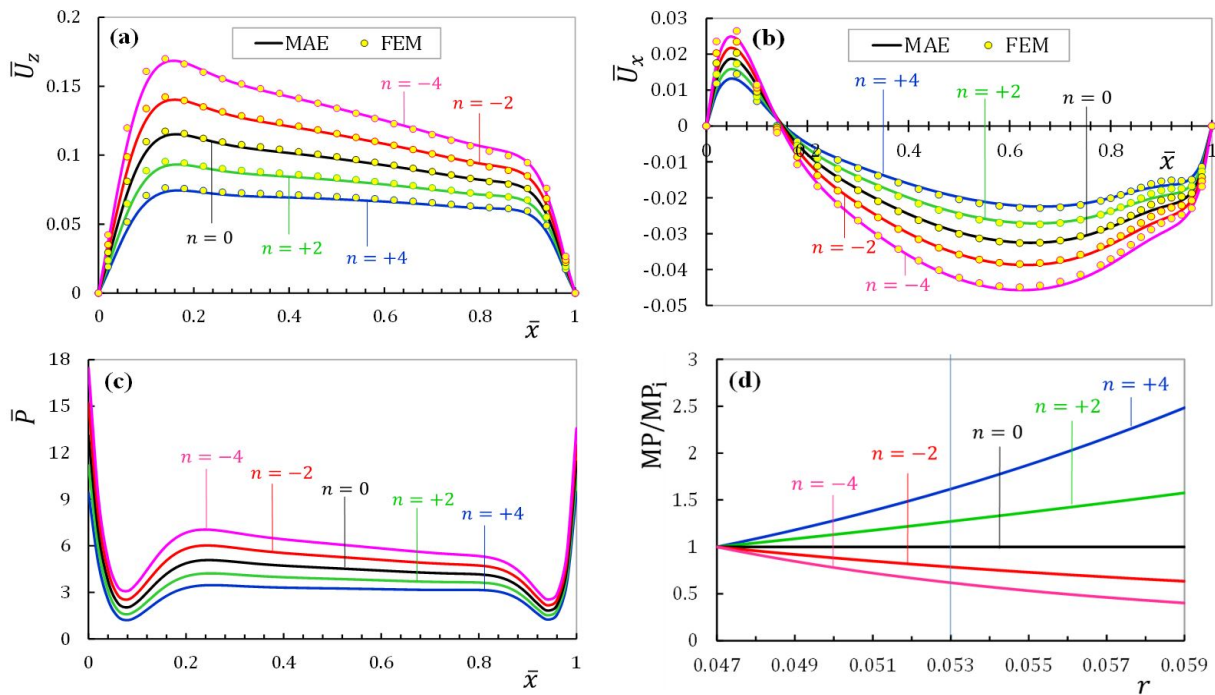 (a)
MAE FEM
0.2
0.15
0.1
0.05
0
U̅z
n = −4
n = −2
n = 0
n = +2
n = +4
0 0.2 0.4 0.6 0.8 1
x̅
(b)
MAE FEM
0.03
0.02
0.01
0
-0.01
-0.02
-0.03
-0.04
-0.05
U̅x
n = +4
n = +2
n = 0
n = −2
n = −4
0 0.2 0.4 0.6 0.8 1
x̅
(c)
18
15
12
9
6
3
0
P̅
n = −4
n = −2
n = 0
n = +2
n = +4
0 0.2 0.4 0.6 0.8 1
x̅
(d)
3
2.5
2
1.5
1
0.5
0
MP/MPi
n = +4
n = +2
n = 0
n = −2
n = −4
0.047 0.049 0.051 0.053 0.055 0.057 0.059
r